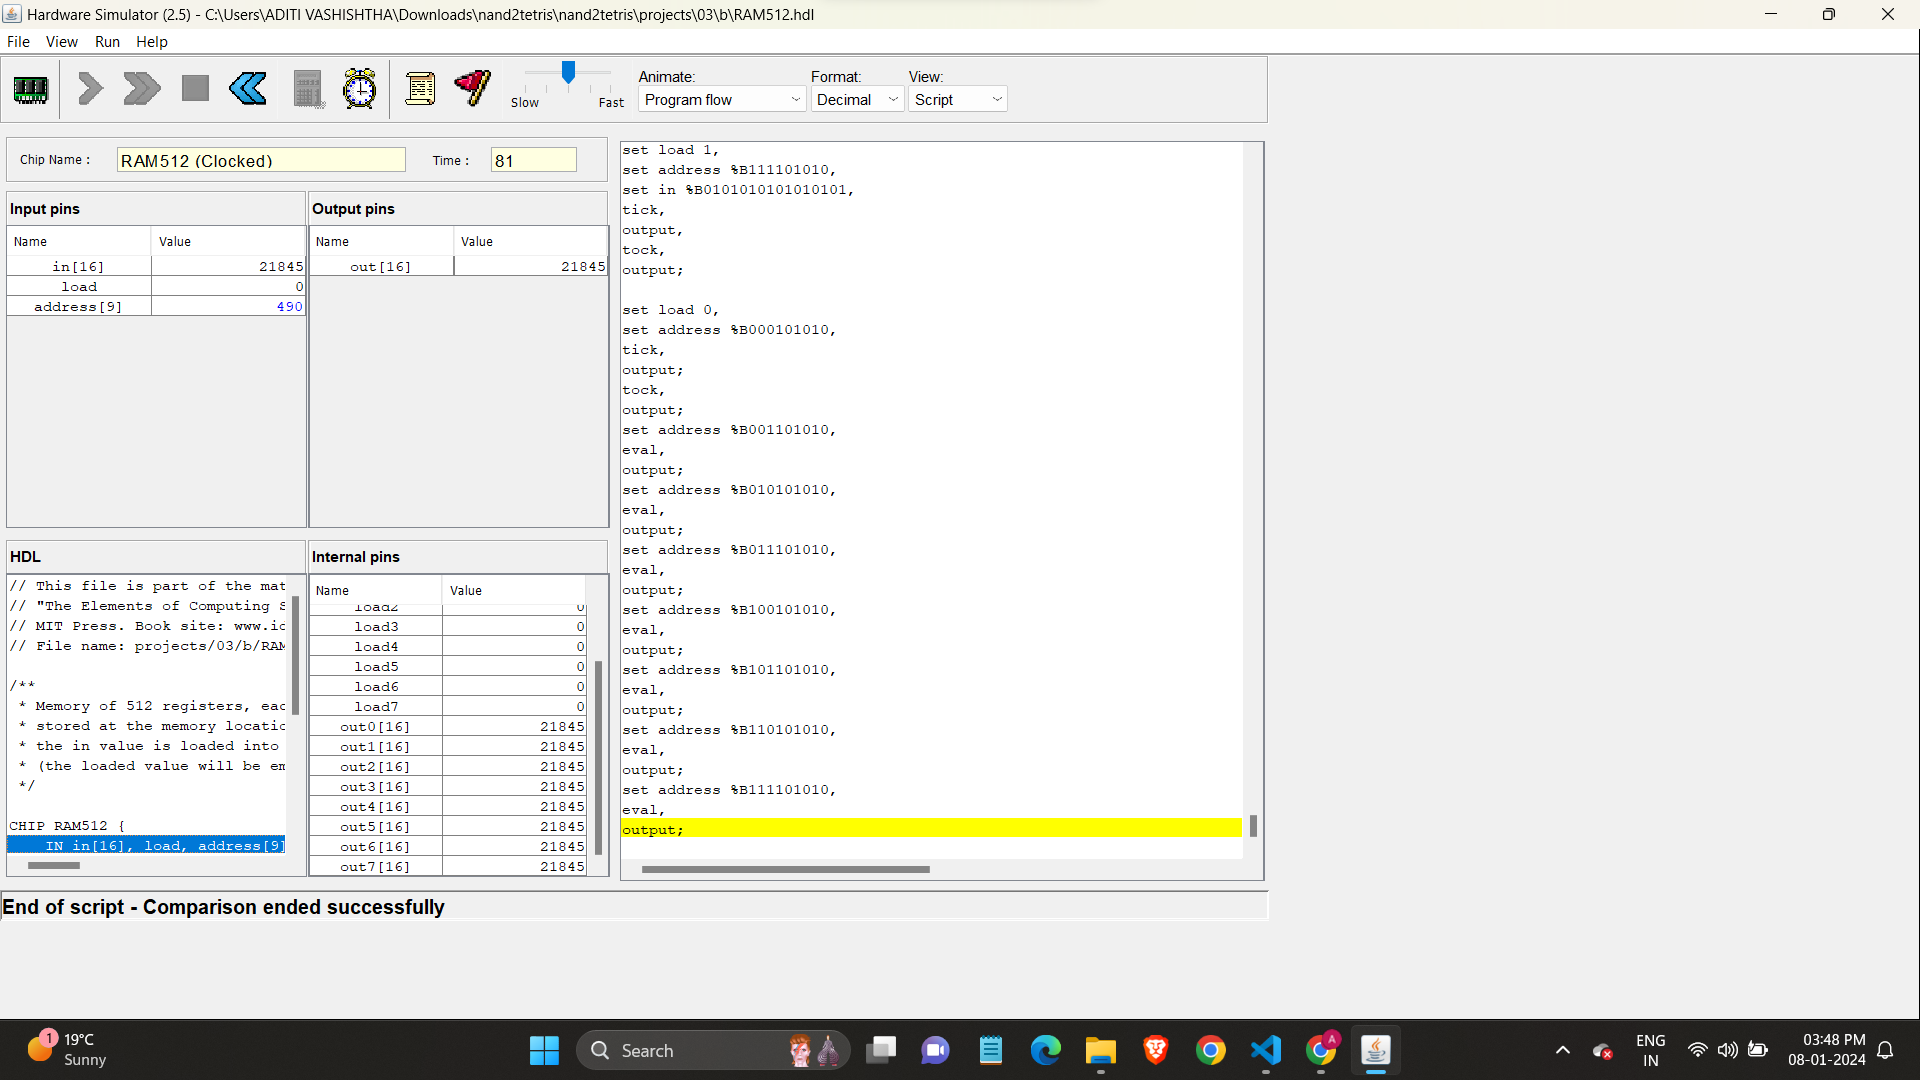 Hardware Simulator (2.5) - C:\Users\ADITI VASHISHTHA\Downloads\nand2tetris\nand2tetris\projects\03\b\RAM512.hdl
File View Run Help
Slow Fast
Animate: Format: View:
Program flow Decimal Script
Chip Name : RAM512 (Clocked) Time : 81
Input pins
Name Value
in[16] 21845
load 0
address[9] 490
Output pins
Name Value
out[16] 21845
HDL
// This file is part of the mat
// "The Elements of Computing S
// MIT Press. Book site: www.ic
// File name: projects/03/b/RAM
/**
* Memory of 512 registers, eac
* stored at the memory locatio
* the in value is loaded into
* (the loaded value will be em
*/
CHIP RAM512 {
IN in[16], load, address[9]
Internal pins
Name Value
load2 0
load3 0
load4 0
load5 0
load6 0
load7 0
out0[16] 21845
out1[16] 21845
out2[16] 21845
out3[16] 21845
out4[16] 21845
out5[16] 21845
out6[16] 21845
out7[16] 21845
set load 1,
set address %B111101010,
set in %B0101010101010101,
tick,
output,
tock,
output;
set load 0,
set address %B000101010,
tick,
output;
tock,
output;
set address %B001101010,
eval,
output;
set address %B010101010,
eval,
output;
set address %B011101010,
eval,
output;
set address %B100101010,
eval,
output;
set address %B101101010,
eval,
output;
set address %B110101010,
eval,
output;
set address %B111101010,
eval,
output;
End of script - Comparison ended successfully
1
19°C
Sunny
Search
A
ENG
IN
03:48 PM
08-01-2024